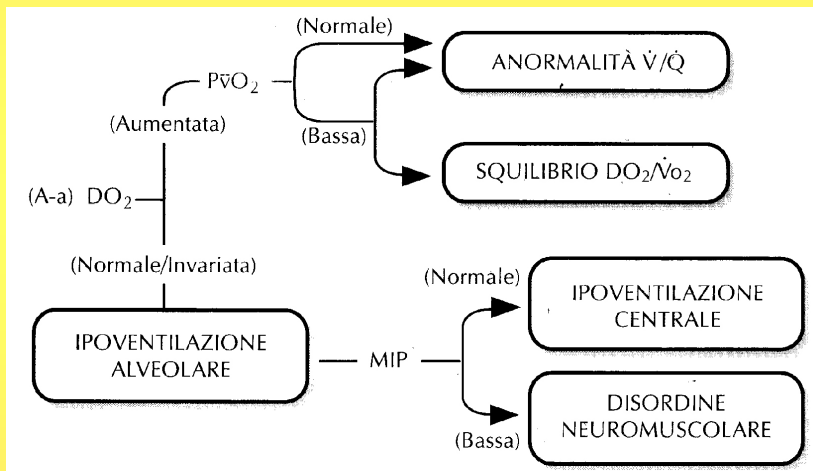 (Normale)
ANORMALITÀ V̇/Q̇
Pv̄O₂
(Aumentata)
(Bassa)
SQUILIBRIO DO₂/V̇o₂
(A-a) DO₂
(Normale/Invariata)
(Normale)
IPOVENTILAZIONE
CENTRALE
IPOVENTILAZIONE
ALVEOLARE
MIP
DISORDINE
NEUROMUSCOLARE
(Bassa)